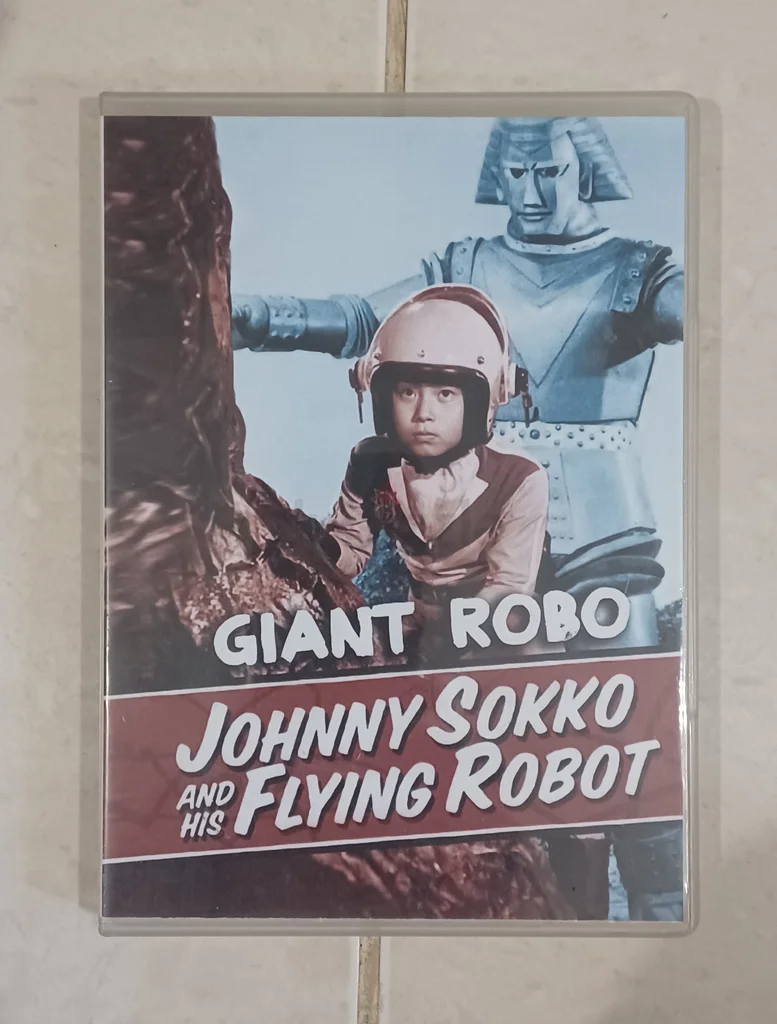 GIANT ROBO
JOHNNY SOKKO
AND HIS FLYING ROBOT